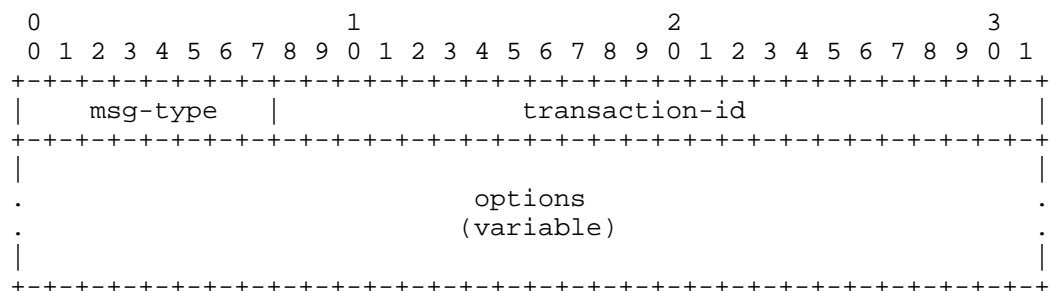 0                   1                   2                   3
 0 1 2 3 4 5 6 7 8 9 0 1 2 3 4 5 6 7 8 9 0 1 2 3 4 5 6 7 8 9 0 1
+-+-+-+-+-+-+-+-+-+-+-+-+-+-+-+-+-+-+-+-+-+-+-+-+-+-+-+-+-+-+-+-+
|    msg-type   |               transaction-id                  |
+-+-+-+-+-+-+-+-+-+-+-+-+-+-+-+-+-+-+-+-+-+-+-+-+-+-+-+-+-+-+-+-+
|                                                               |
.                            options                            .
.                           (variable)                          .
|                                                               |
+-+-+-+-+-+-+-+-+-+-+-+-+-+-+-+-+-+-+-+-+-+-+-+-+-+-+-+-+-+-+-+-+